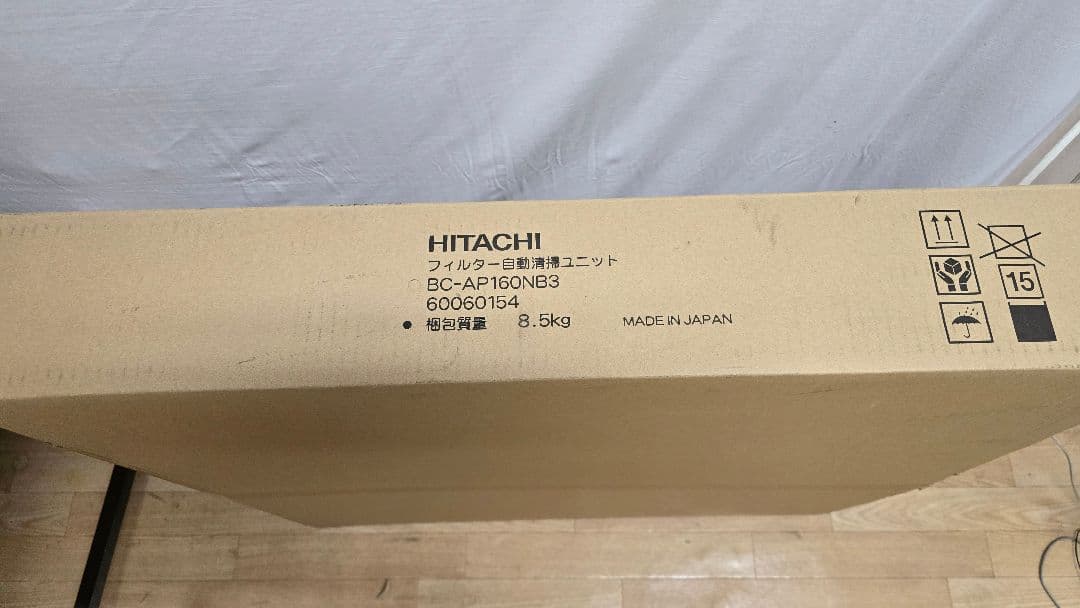 HITACHI
フィルター自動清掃ユニット
BC-AP160NB3
60060154
● 梱包質量 8.5kg MADE IN JAPAN
15